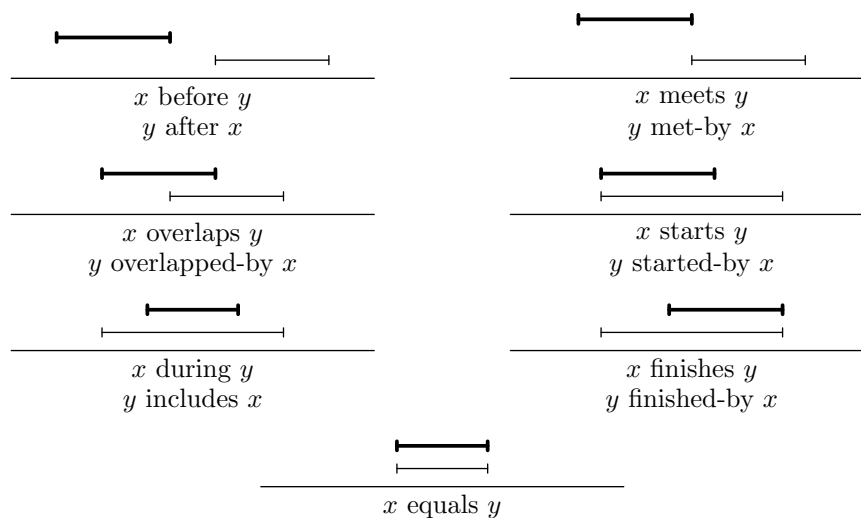 x before y
y after x
x meets y
y met-by x
x overlaps y
y overlapped-by x
x starts y
y started-by x
x during y
y includes x
x finishes y
y finished-by x
x equals y